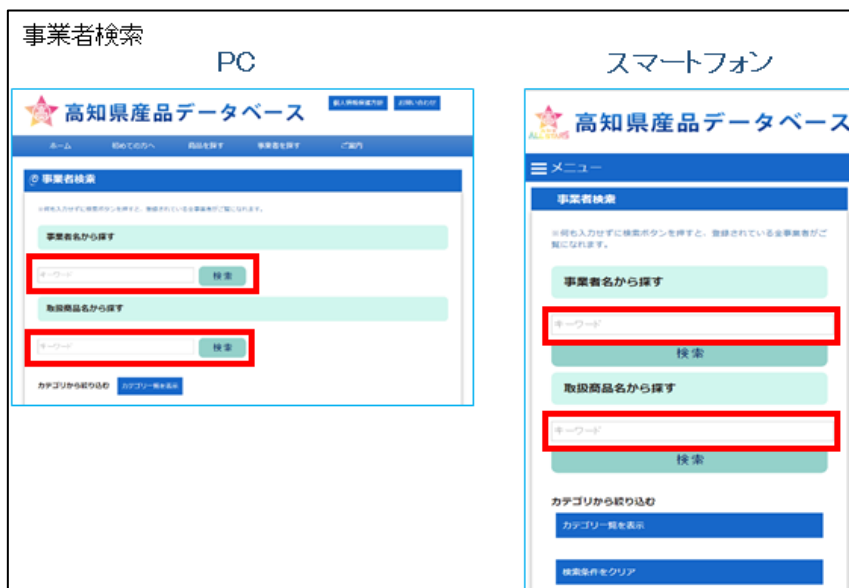 事業者検索
PC
高知県産品データベース
個人情報保護方針
お問い合わせ
ホーム
初めての方へ
商品を探す
事業者を探す
ご案内
事業者検索
※何も入力せずに検索ボタンを押すと、登録されている全事業者がご覧になれます。
事業者名から探す
キーワード
検索
取扱商品名から探す
キーワード
検索
カテゴリから絞り込む
カテゴリ一覧を表示
スマートフォン
高知県産品データベース
メニュー
事業者検索
※何も入力せずに検索ボタンを押すと、登録されている全事業者がご
覧になれます。
事業者名から探す
キーワード
検索
取扱商品名から探す
キーワード
検索
カテゴリから絞り込む
カテゴリ一覧を表示
検索条件をクリア